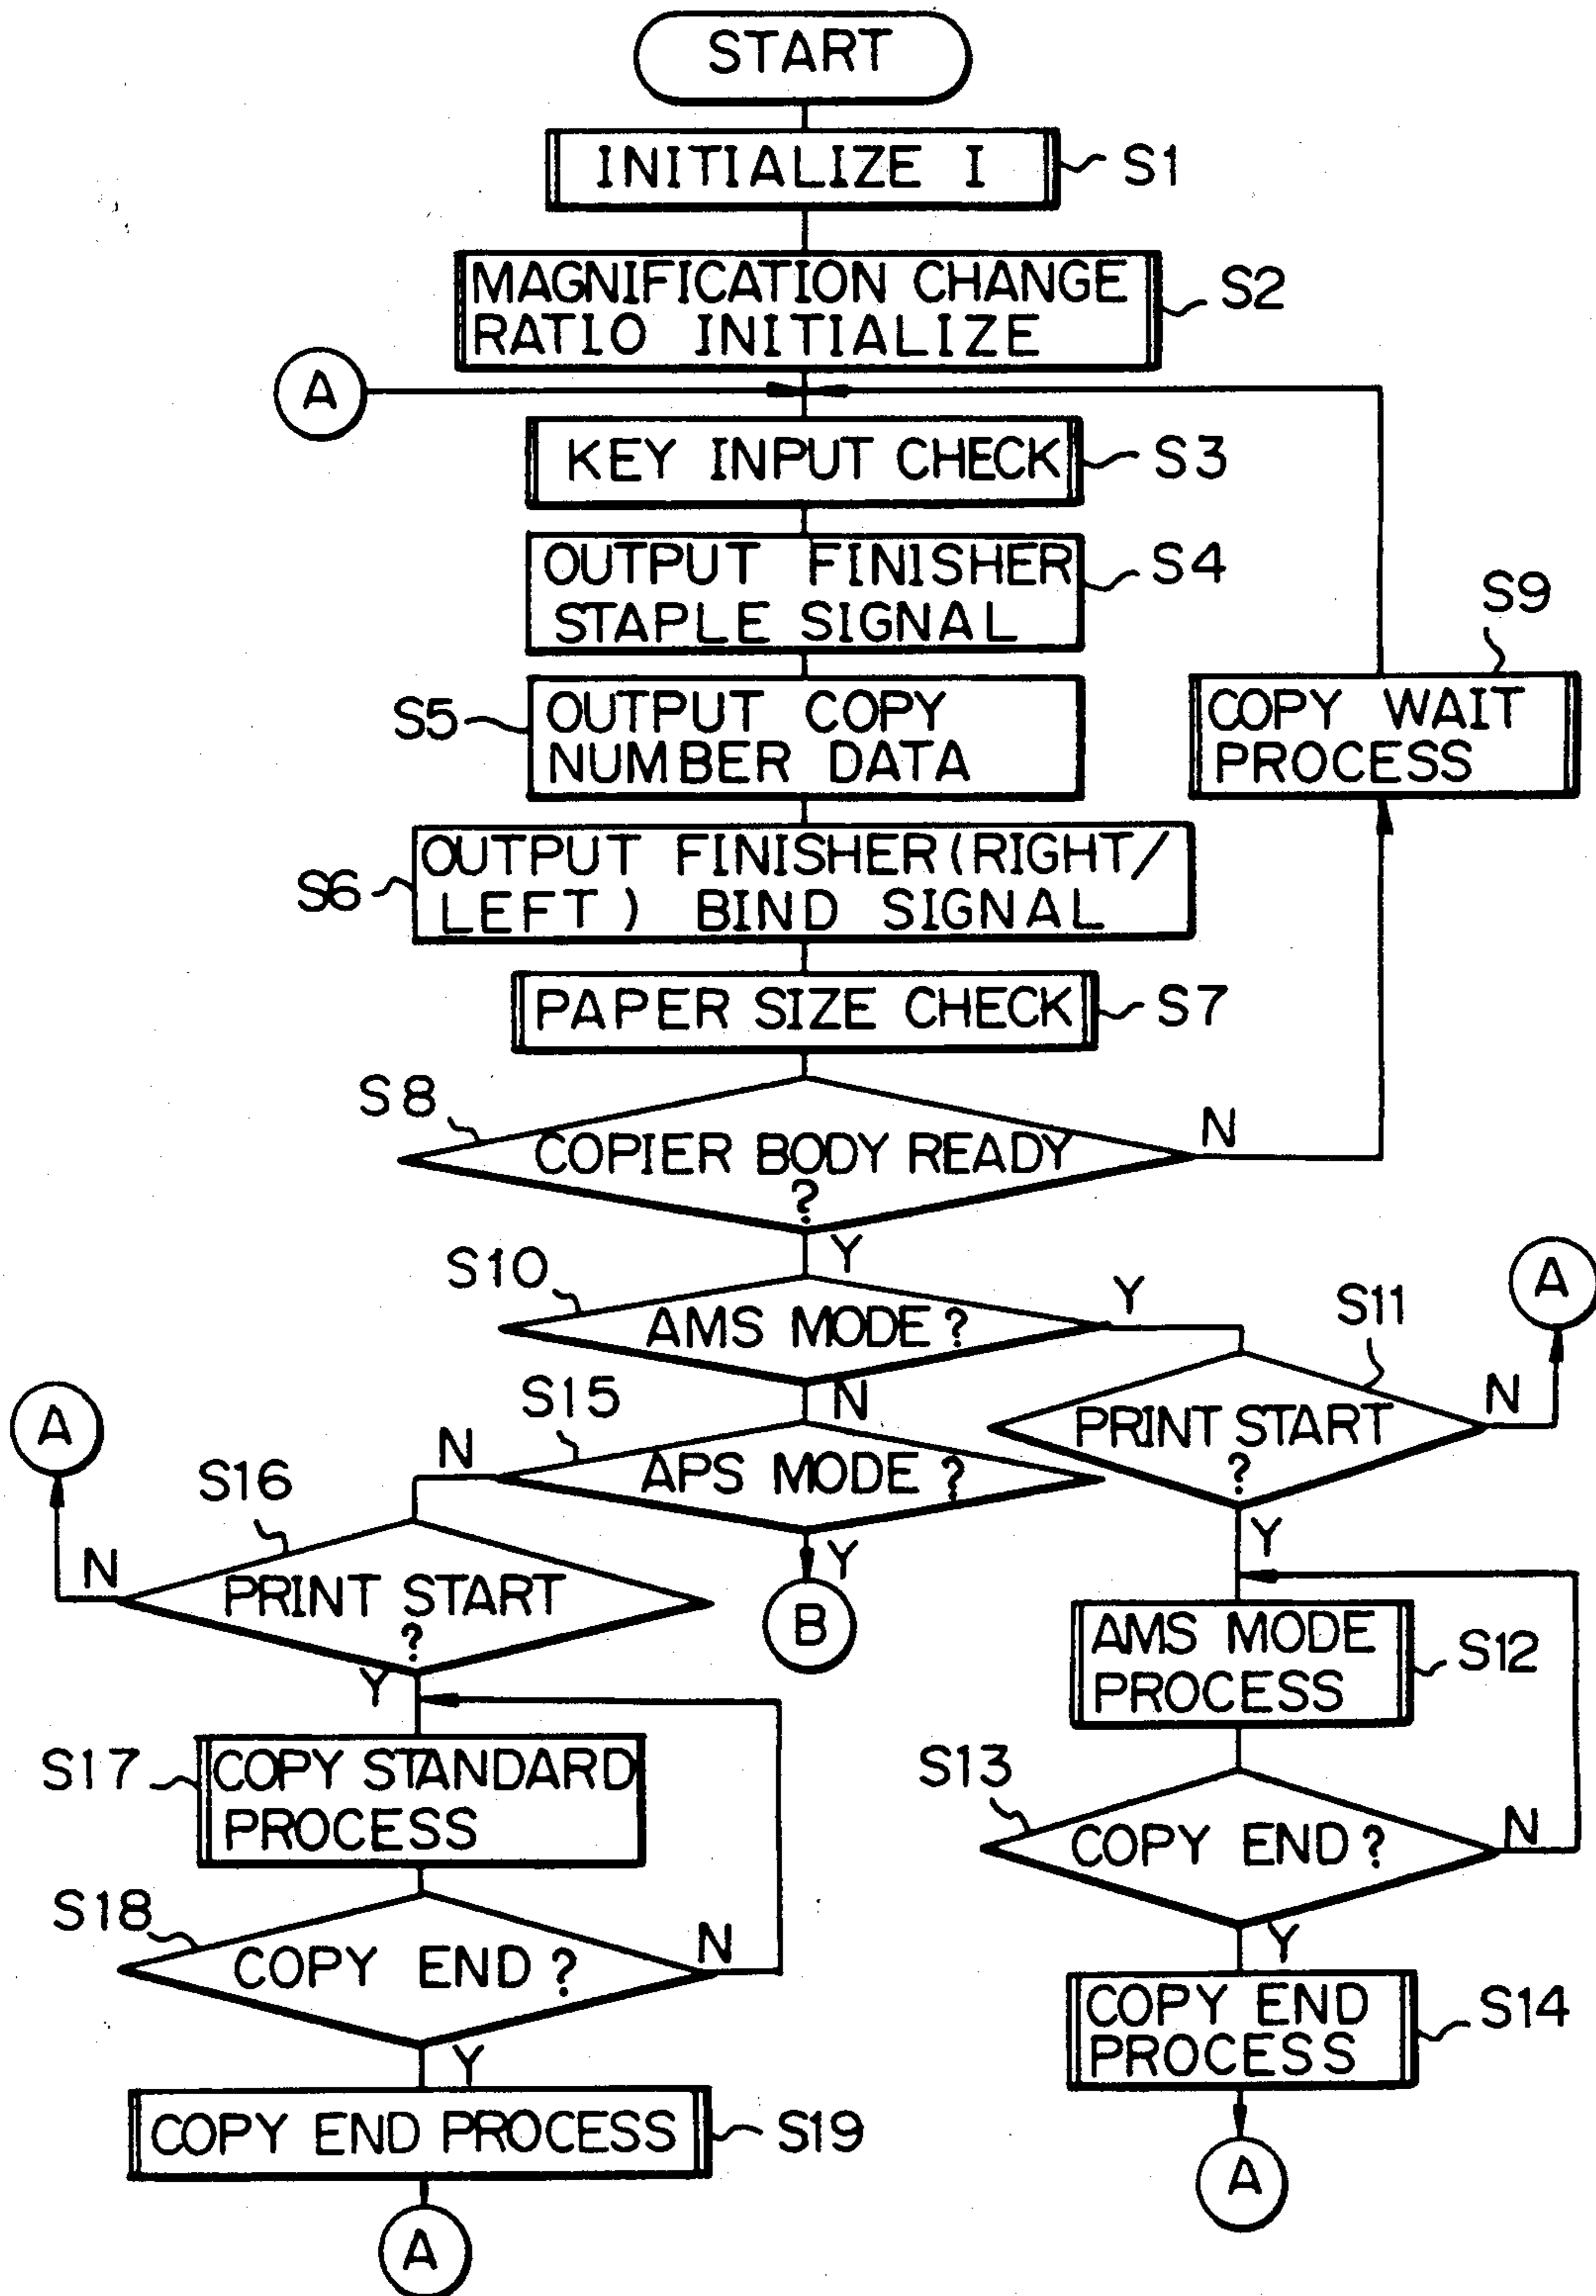 START
INITIALIZE I
S1
MAGNIFICATION CHANGE
RATIO INITIALIZE
S2
A
KEY INPUT CHECK
S3
OUTPUT FINISHER
STAPLE SIGNAL
S4
S9
COPY WAIT
PROCESS
S5
OUTPUT COPY
NUMBER DATA
S6
OUTPUT FINISHER(RIGHT/
LEFT) BIND SIGNAL
PAPER SIZE CHECK
S7
S8
COPIER BODY READY
?
N
Y
S10
AMS MODE?
Y
N
S11
A
PRINT START
?
N
Y
S15
APS MODE?
N
Y
B
A
S16
PRINT START
?
N
Y
AMS MODE
PROCESS
S12
S17
COPY STANDARD
PROCESS
S13
COPY END?
N
Y
S18
COPY END?
N
Y
COPY END
PROCESS
S14
A
COPY END PROCESS
S19
A